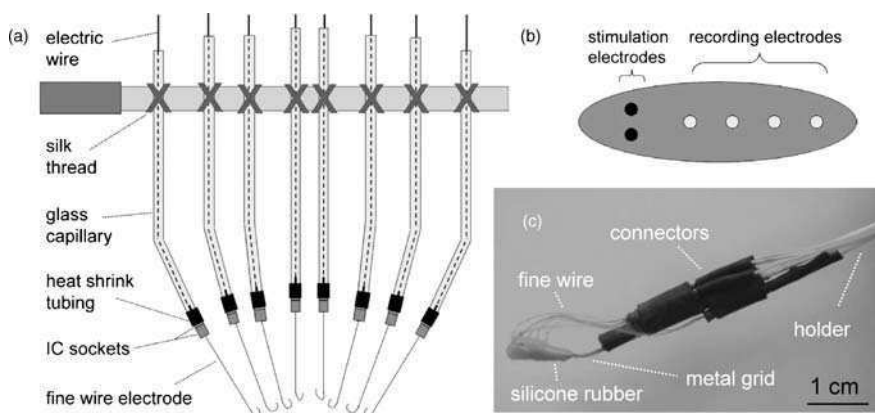 (a)
electric
wire
silk
thread
glass
capillary
heat shrink
tubing
IC sockets
fine wire electrode
(b)
stimulation
electrodes
recording electrodes
(c)
connectors
fine wire
holder
metal grid
silicone rubber
1 cm